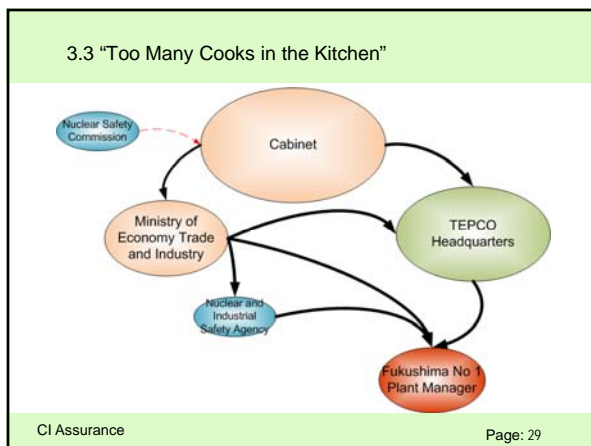 3.3 “Too Many Cooks in the Kitchen”
Nuclear Safety
Commission
Cabinet
Ministry of
Economy Trade
and Industry
TEPCO
Headquarters
Nuclear and
Industrial
Safety Agency
Fukushima No 1
Plant Manager
CI Assurance
Page: 29